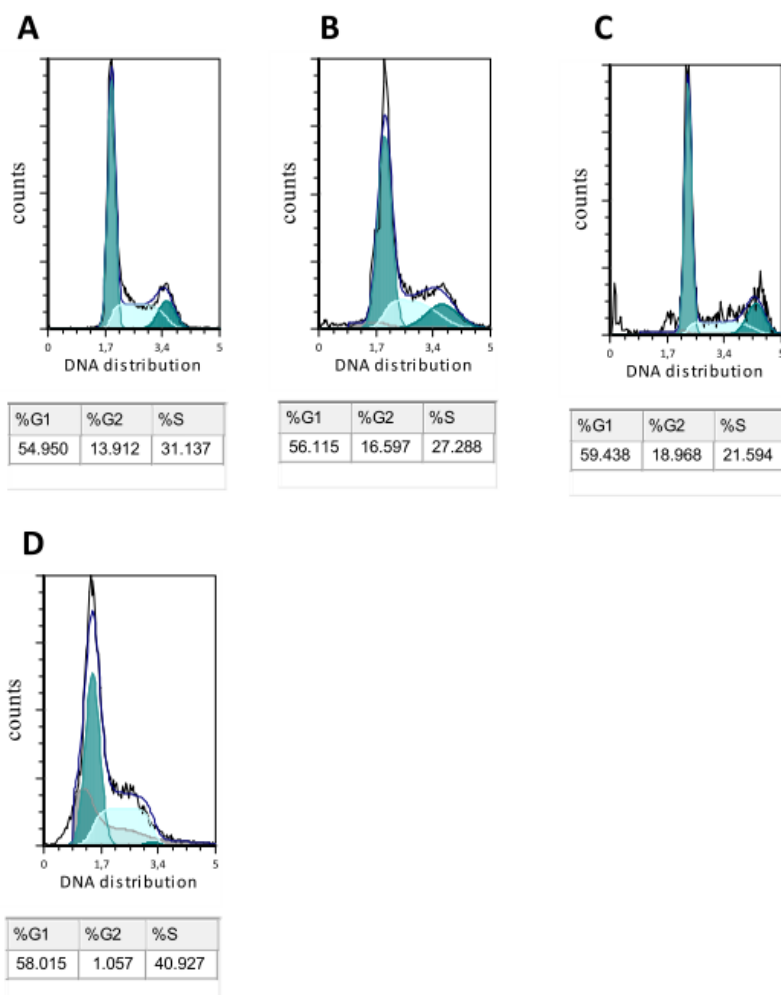 A
counts
0 1,7 3,4 5
DNA distribution
%G1 %G2 %S
54.950 13.912 31.137
B
counts
0 1,7 3,4 5
DNA distribution
%G1 %G2 %S
56.115 16.597 27.288
C
counts
0 1,7 3,4 5
DNA distribution
%G1 %G2 %S
59.438 18.968 21.594
D
counts
0 1,7 3,4 5
DNA distribution
%G1 %G2 %S
58.015 1.057 40.927